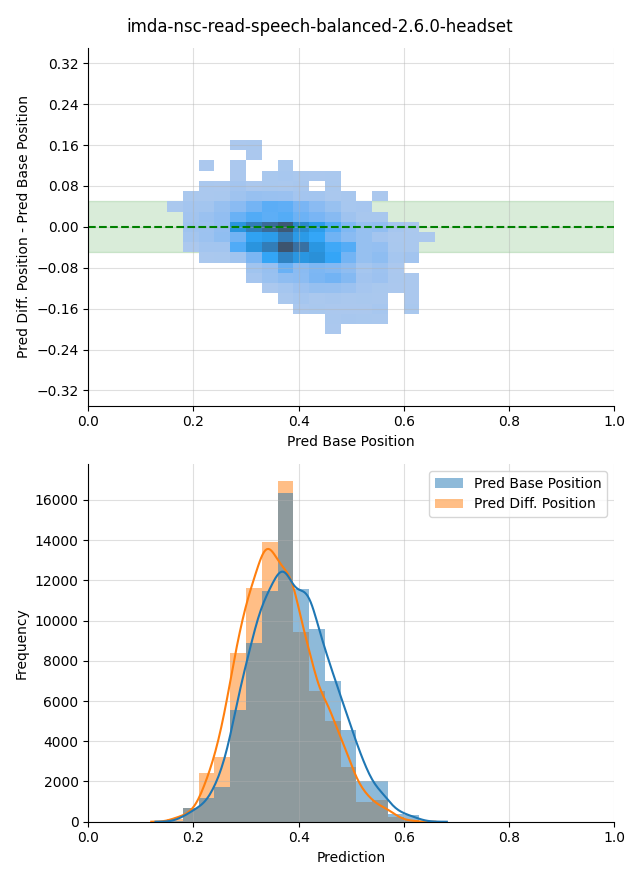 imda-nsc-read-speech-balanced-2.6.0-headset
Pred Diff. Position - Pred Base Position
0.32
0.24
0.16
0.08
0.00
−0.08
−0.16
−0.24
−0.32
0.0 0.2 0.4 0.6 0.8 1.0
Pred Base Position
Frequency
16000
14000
12000
10000
8000
6000
4000
2000
0
Pred Base Position
Pred Diff. Position
0.0 0.2 0.4 0.6 0.8 1.0
Prediction